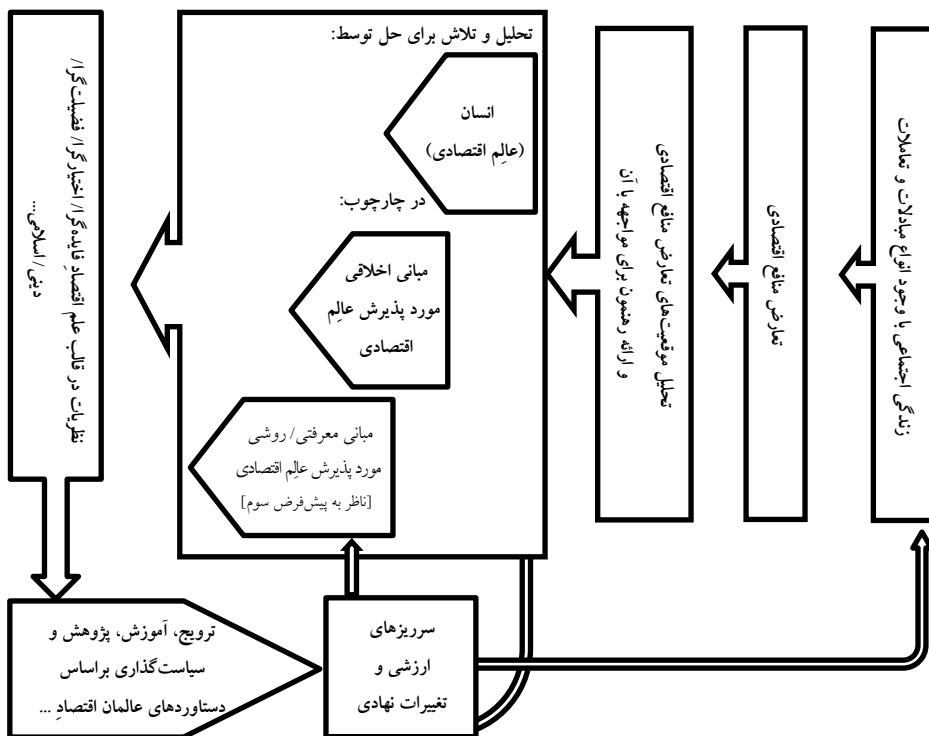 زندگی اجتماعی با وجود انواع مبادلات و تعاملات
تعارض منافع اقتصادی
تحلیل موقعیت‌های تعارض منافع اقتصادی
و ارائه رهنمون برای مواجهه با آن
تحلیل و تلاش برای حل توسط:
انسان
(عالِم اقتصادی)
در چارچوب:
مبانی اخلاقی
مورد پذیرش عالِم
اقتصادی
مبانی معرفتی/ روشی
مورد پذیرش عالِم اقتصادی
[ناظر به پیش‌فرض سوم]
نظریات در قالب علم اقتصادِ فایده‌گرا/ اختیارگرا/ فضیلت‌گرا/
دینی/ اسلامی...
ترویج، آموزش، پژوهش و
سیاست‌گذاری براساس
دستاوردهای عالمان اقتصادِ ...
سرریزهای
ارزشی و
تغییرات نهادی